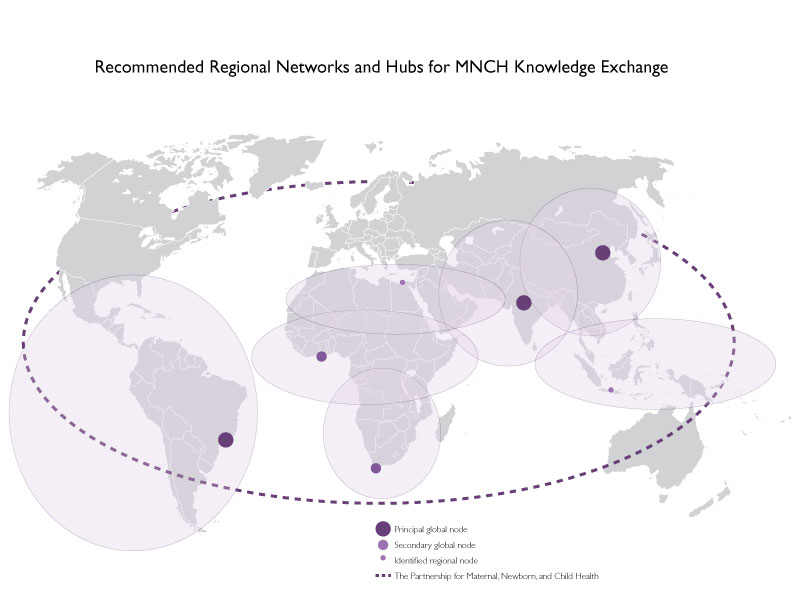 Recommended Regional Networks and Hubs for MNCH Knowledge Exchange
Principal global node
Secondary global node
Identified regional node
The Partnership for Maternal, Newborn, and Child Health